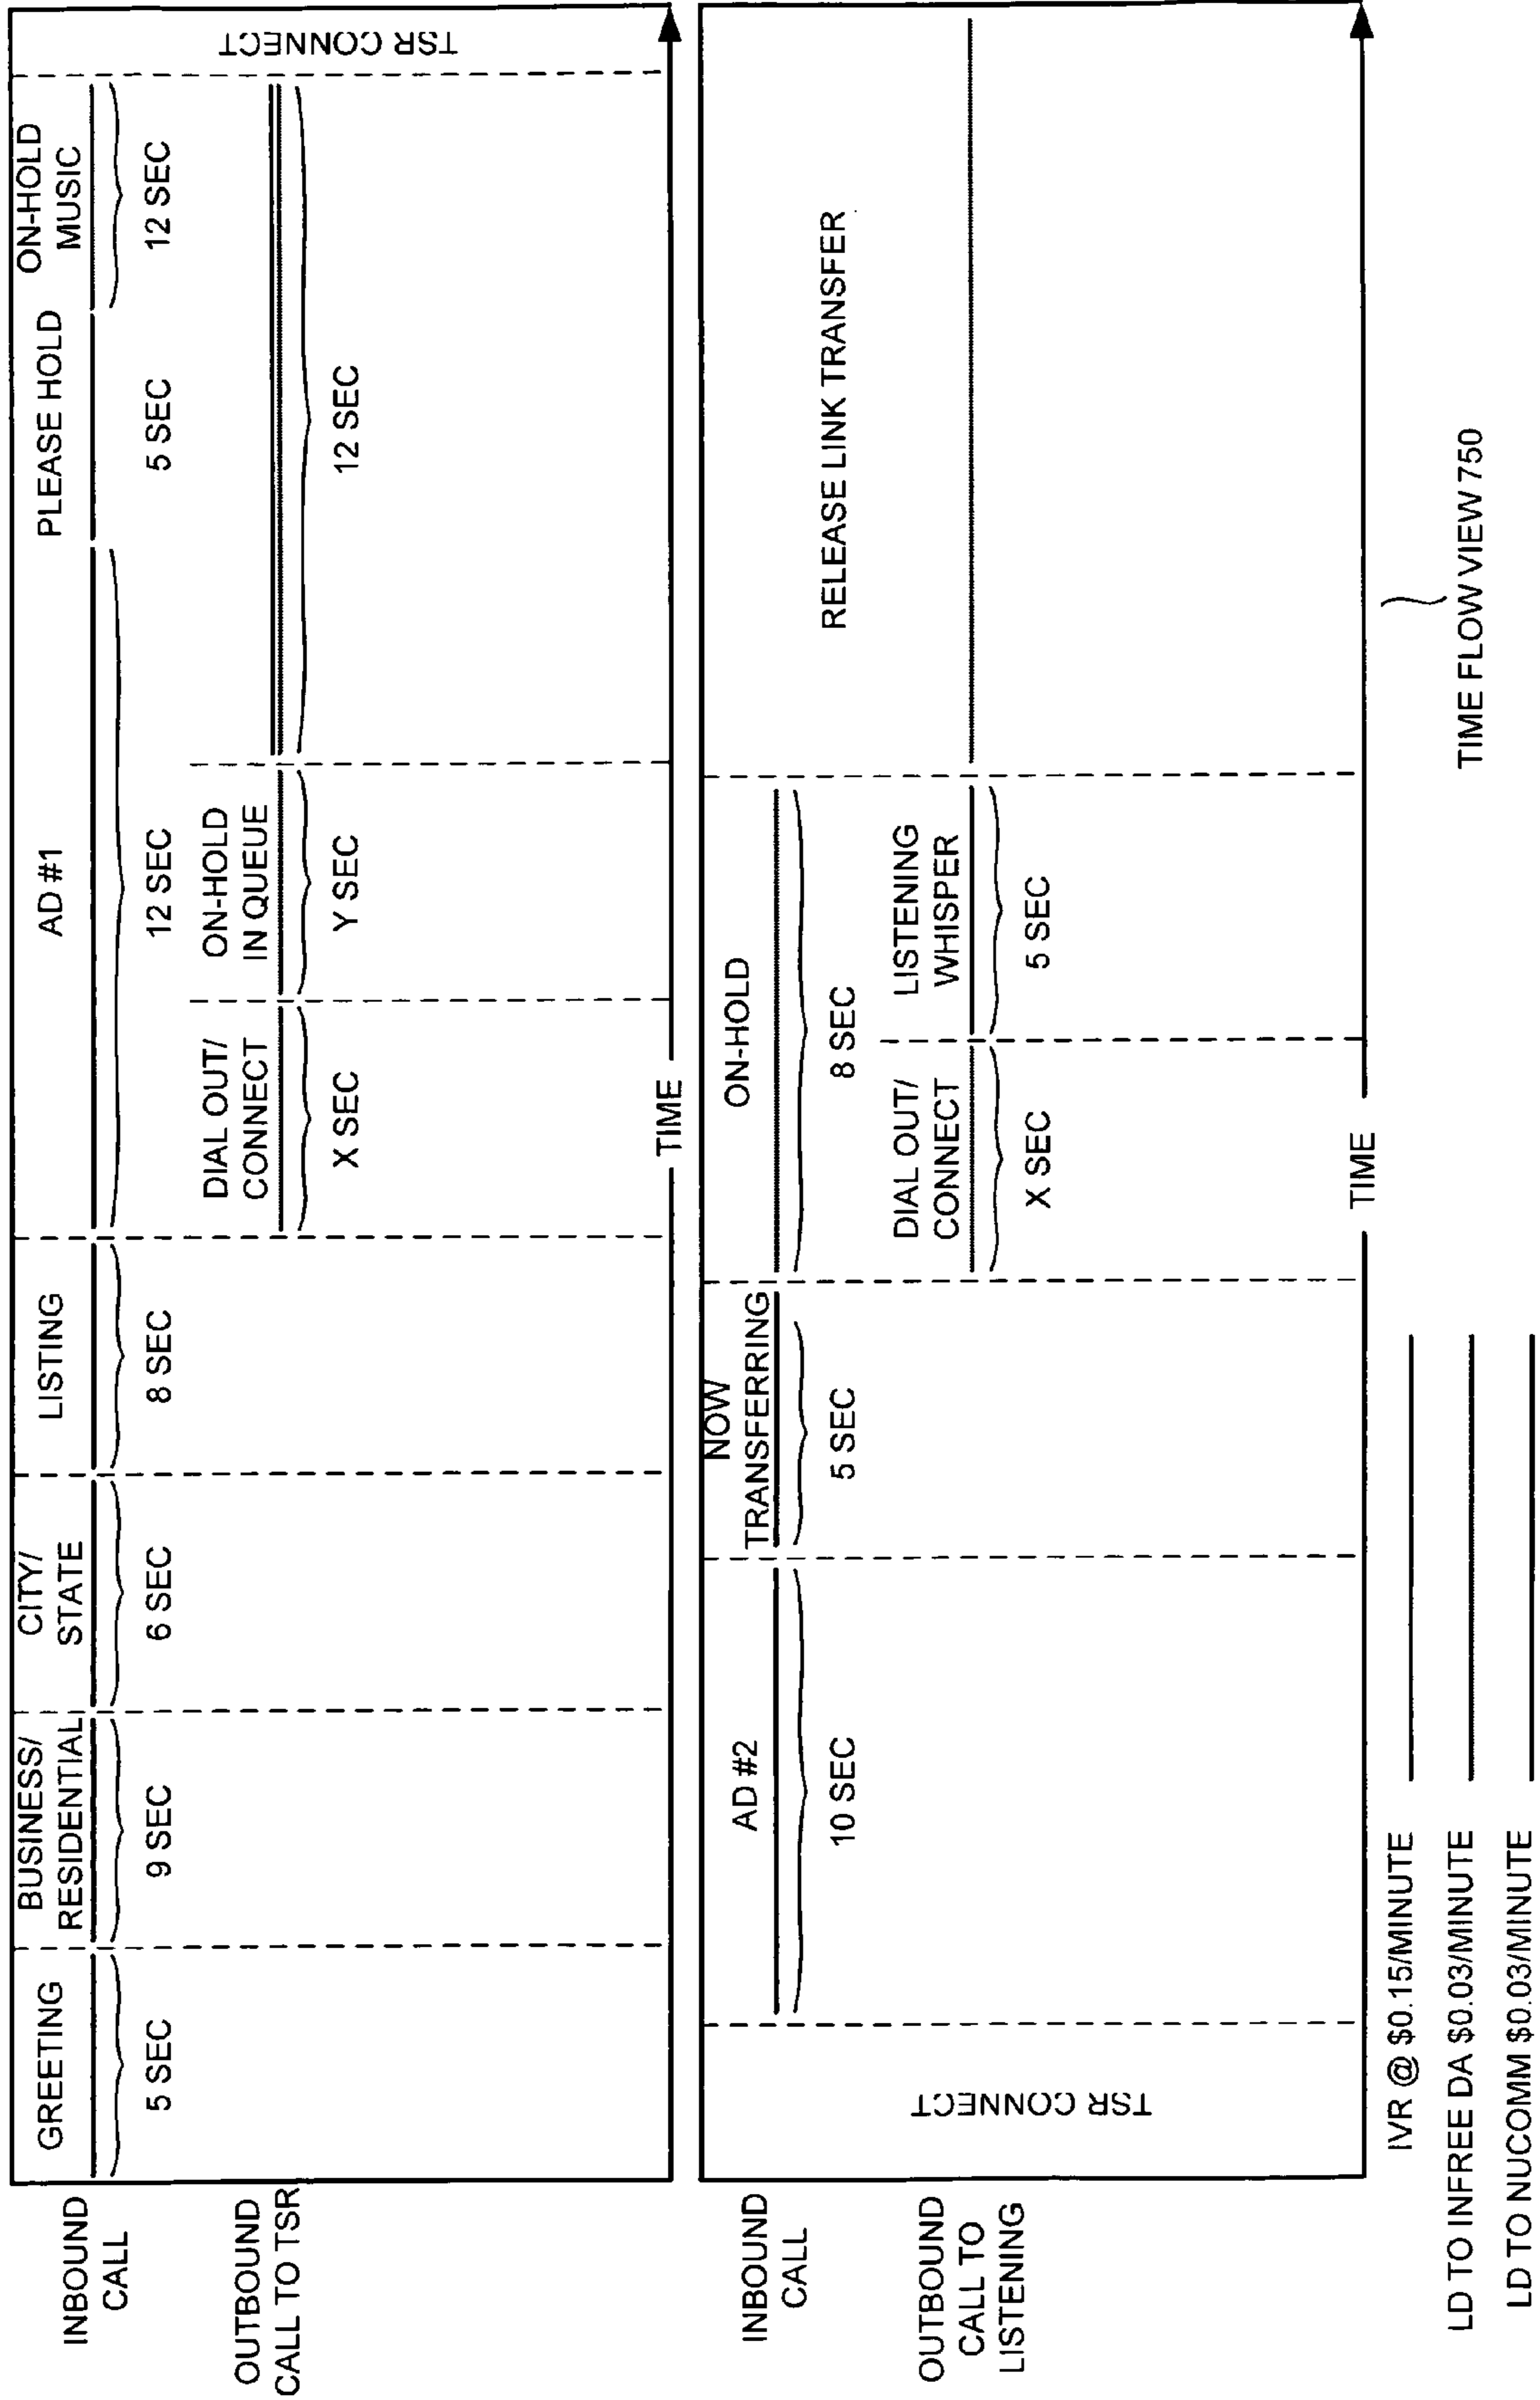 INBOUND
CALL
GREETING
5 SEC
BUSINESS/
RESIDENTIAL
9 SEC
CITY/
STATE
6 SEC
LISTING
8 SEC
AD #1
12 SEC
PLEASE HOLD
5 SEC
ON-HOLD
MUSIC
12 SEC
TSR CONNECT
OUTBOUND
CALL TO TSR
DIAL OUT/
CONNECT
X SEC
ON-HOLD
IN QUEUE
Y SEC
12 SEC
TIME
INBOUND
CALL
TSR CONNECT
AD #2
10 SEC
NOW
TRANSFERRING
5 SEC
ON-HOLD
8 SEC
RELEASE LINK TRANSFER
OUTBOUND
CALL TO
LISTENING
DIAL OUT/
CONNECT
X SEC
LISTENING
WHISPER
5 SEC
TIME
IVR @ $0.15/MINUTE
LD TO INFREE DA $0.03/MINUTE
LD TO NUCOMM $0.03/MINUTE
TIME FLOW VIEW 750